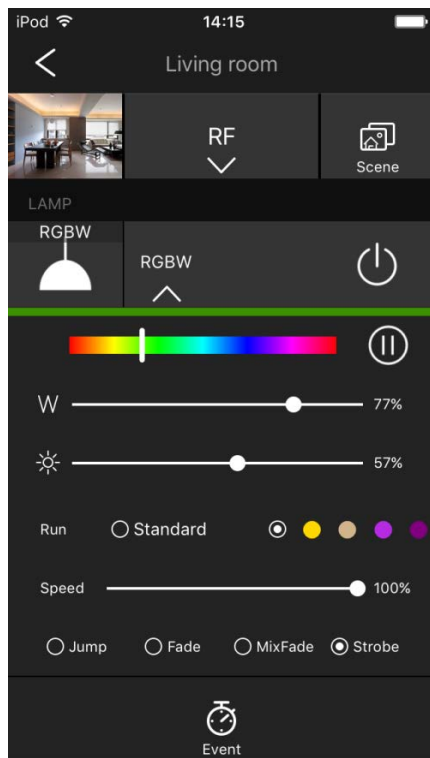 iPod 14:15
Living room
RF
Scene
LAMP
RGBW
RGBW
W 77%
57%
Run Standard
Speed 100%
Jump Fade MixFade Strobe
Event